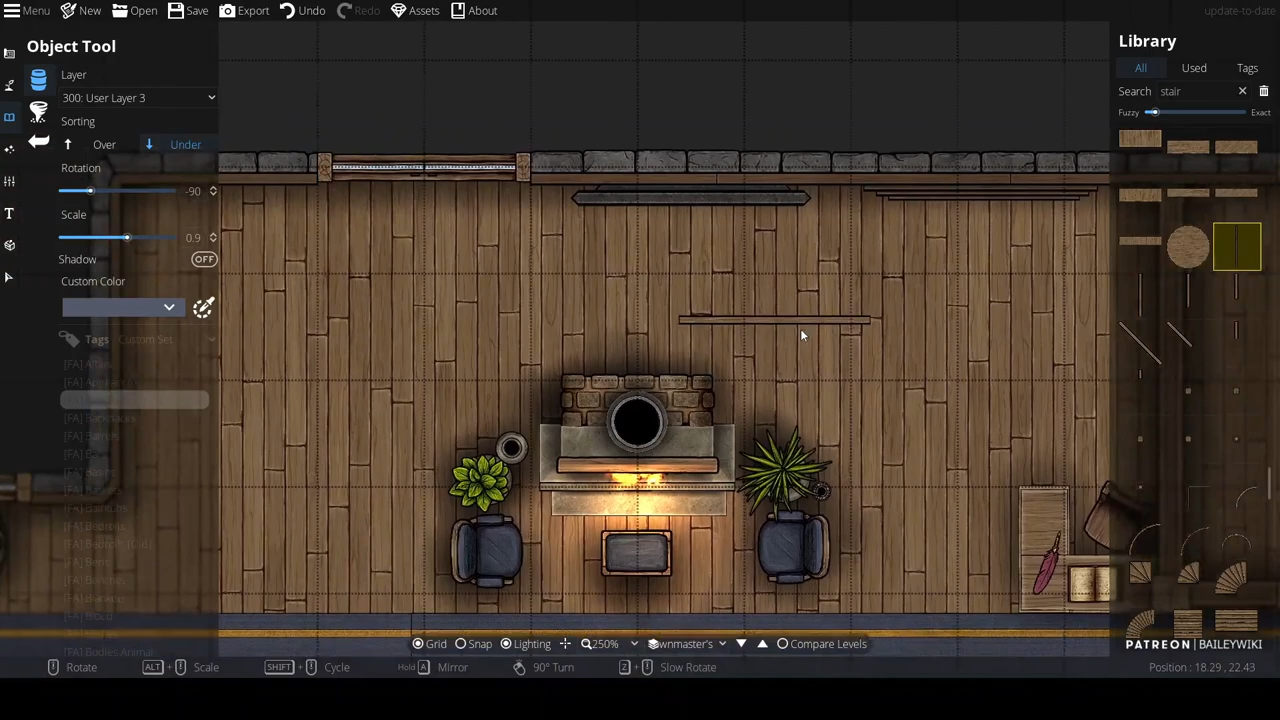 Menu New Open Save Export Undo Redo Assets About update-to-date
Object Tool
Layer
300: User Layer 3
Sorting
Over Under
Rotation
-90
Scale
0.9
Shadow OFF
Custom Color
Tags Custom Set
Library
All Used Tags
Search stair
Fuzzy Exact
Grid Snap Lighting 250% wnmaster's Compare Levels
PATREON | BAILEYWIKI
Rotate ALT + Scale SHIFT + Cycle Hold A Mirror 90° Turn Z + Slow Rotate Position : 18.29 , 22.43